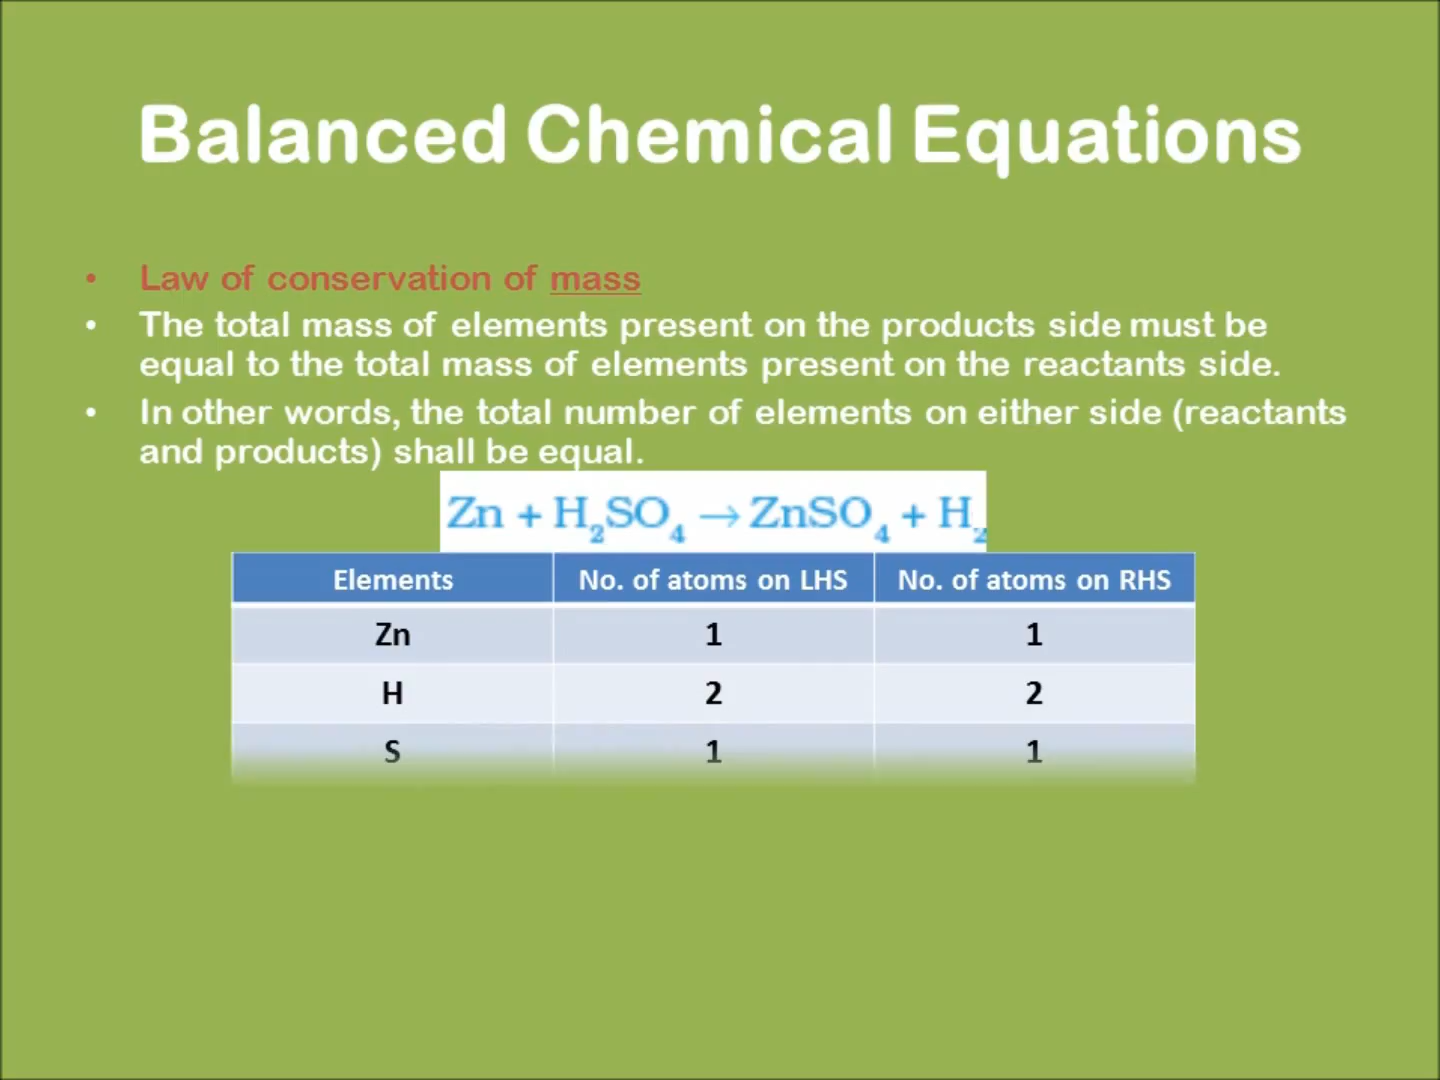 Balanced Chemical Equations
• Law of conservation of mass
• The total mass of elements present on the products side must be
equal to the total mass of elements present on the reactants side.
• In other words, the total number of elements on either side (reactants
and products) shall be equal.
Zn + H₂SO₄ → ZnSO₄ + H₂
Elements No. of atoms on LHS No. of atoms on RHS
Zn 1 1
H 2 2
S 1 1